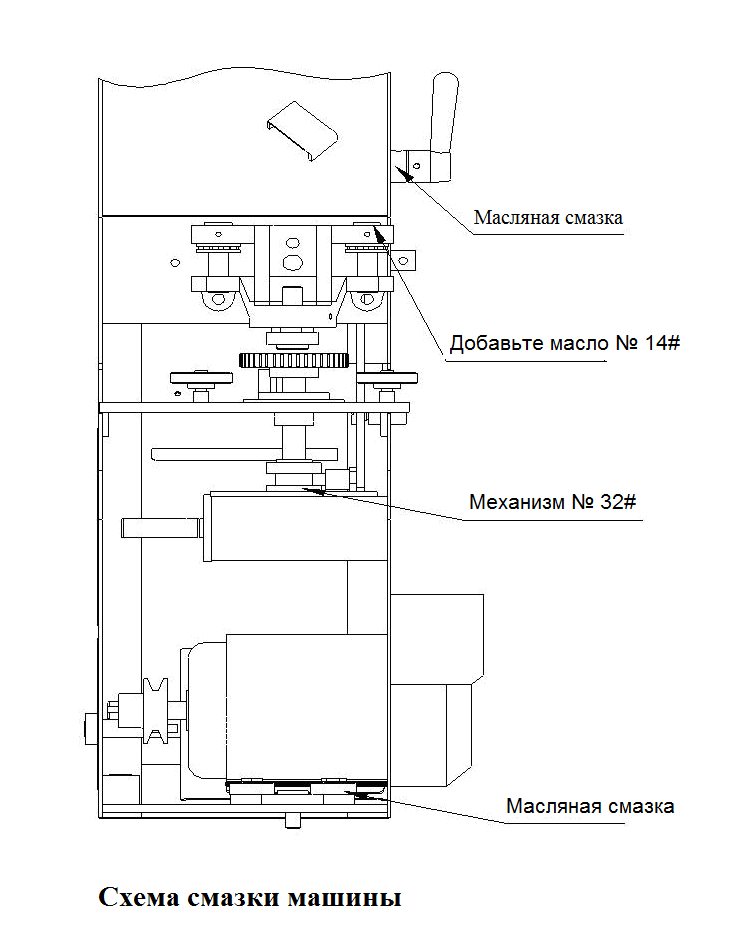 Масляная смазка
Добавьте масло № 14#
Механизм № 32#
Масляная смазка
Схема смазки машины